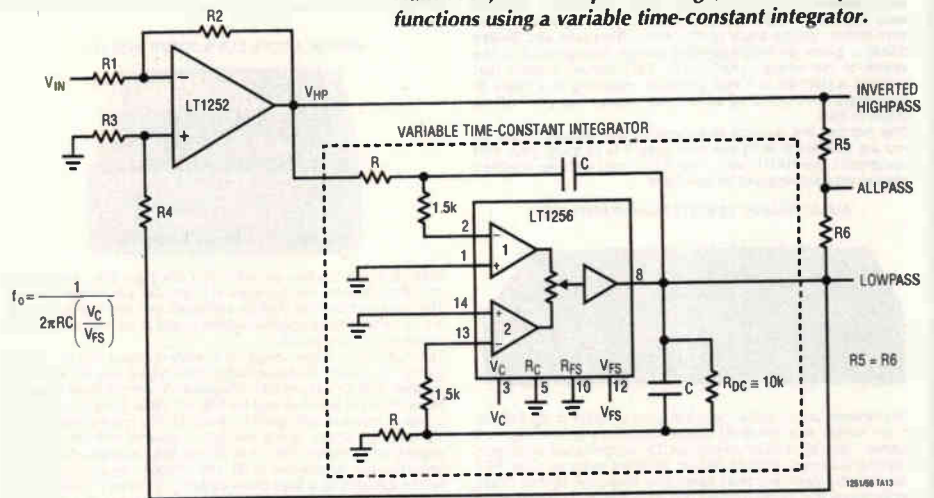 functions using a variable time-constant integrator.
R2
R1
VIN
LT1252
VHP
R3
R4
INVERTED
HIGHPASS
R5
ALLPASS
R6
LOWPASS
R5 = R6
VARIABLE TIME-CONSTANT INTEGRATOR
R
C
1.5k
LT1256
2
1
1
8
14
13
2
VC
RC
RFS
VFS
3
5
10
12
VC
VFS
1.5k
R
C
RDC ≅ 10k
fo = 1 / 2πRC (VC / VFS)
1251/56 TA13